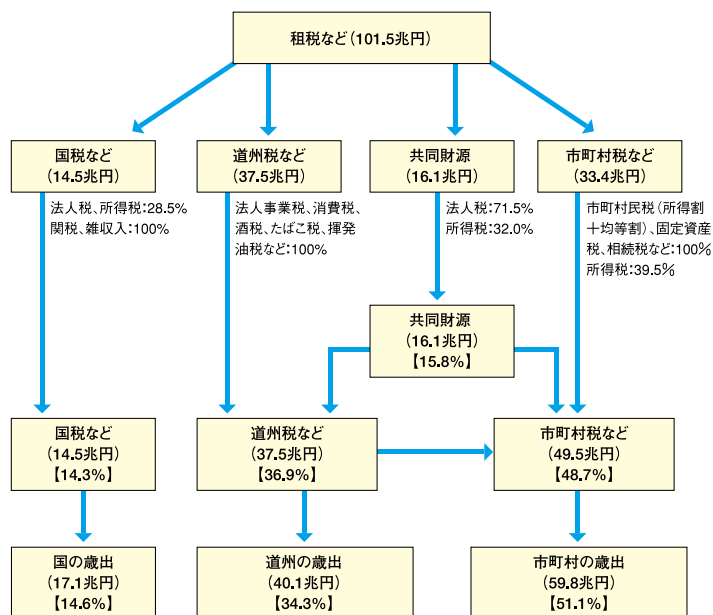 租税など(101.5兆円)
国税など
(14.5兆円)
道州税など
(37.5兆円)
共同財源
(16.1兆円)
市町村税など
(33.4兆円)
法人税、所得税:28.5%
関税、雑収入:100%
法人事業税、消費税、
酒税、たばこ税、揮発
油税など:100%
法人税:71.5%
所得税:32.0%
市町村民税(所得割
十均等割)、固定資産
税、相続税など:100%
所得税:39.5%
共同財源
(16.1兆円)
【15.8%】
国税など
(14.5兆円)
【14.3%】
道州税など
(37.5兆円)
【36.9%】
市町村税など
(49.5兆円)
【48.7%】
国の歳出
(17.1兆円)
【14.6%】
道州の歳出
(40.1兆円)
【34.3%】
市町村の歳出
(59.8兆円)
【51.1%】